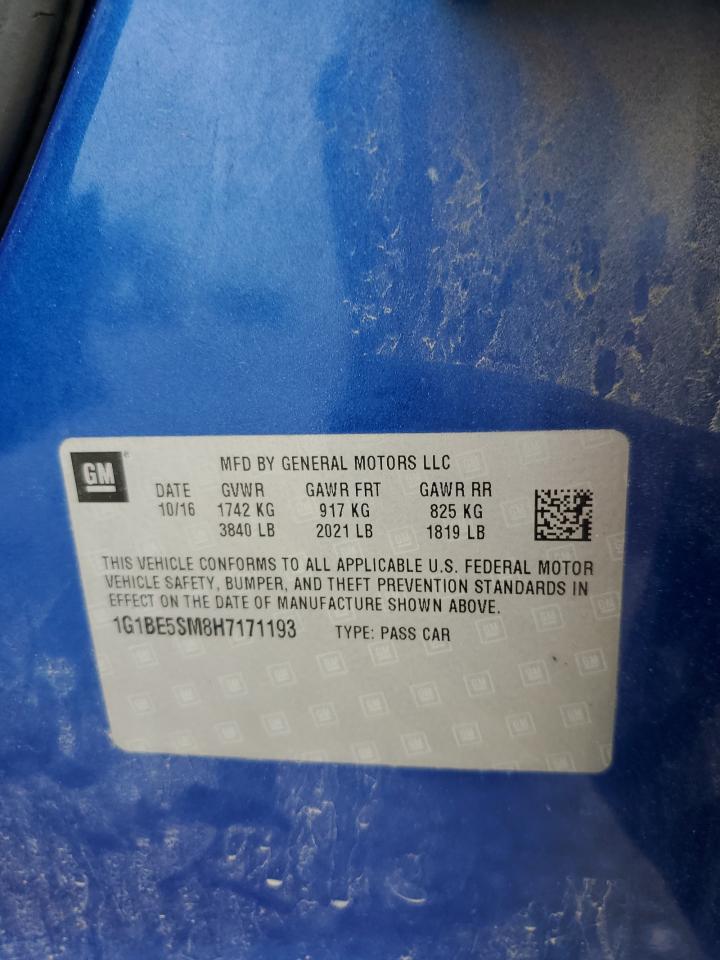 GM
MFD BY GENERAL MOTORS LLC
DATE GVWR GAWR FRT GAWR RR
10/16 1742 KG 917 KG 825 KG
3840 LB 2021 LB 1819 LB
THIS VEHICLE CONFORMS TO ALL APPLICABLE U.S. FEDERAL MOTOR
VEHICLE SAFETY, BUMPER, AND THEFT PREVENTION STANDARDS IN
EFFECT ON THE DATE OF MANUFACTURE SHOWN ABOVE.
1G1BE5SM8H7171193 TYPE: PASS CAR